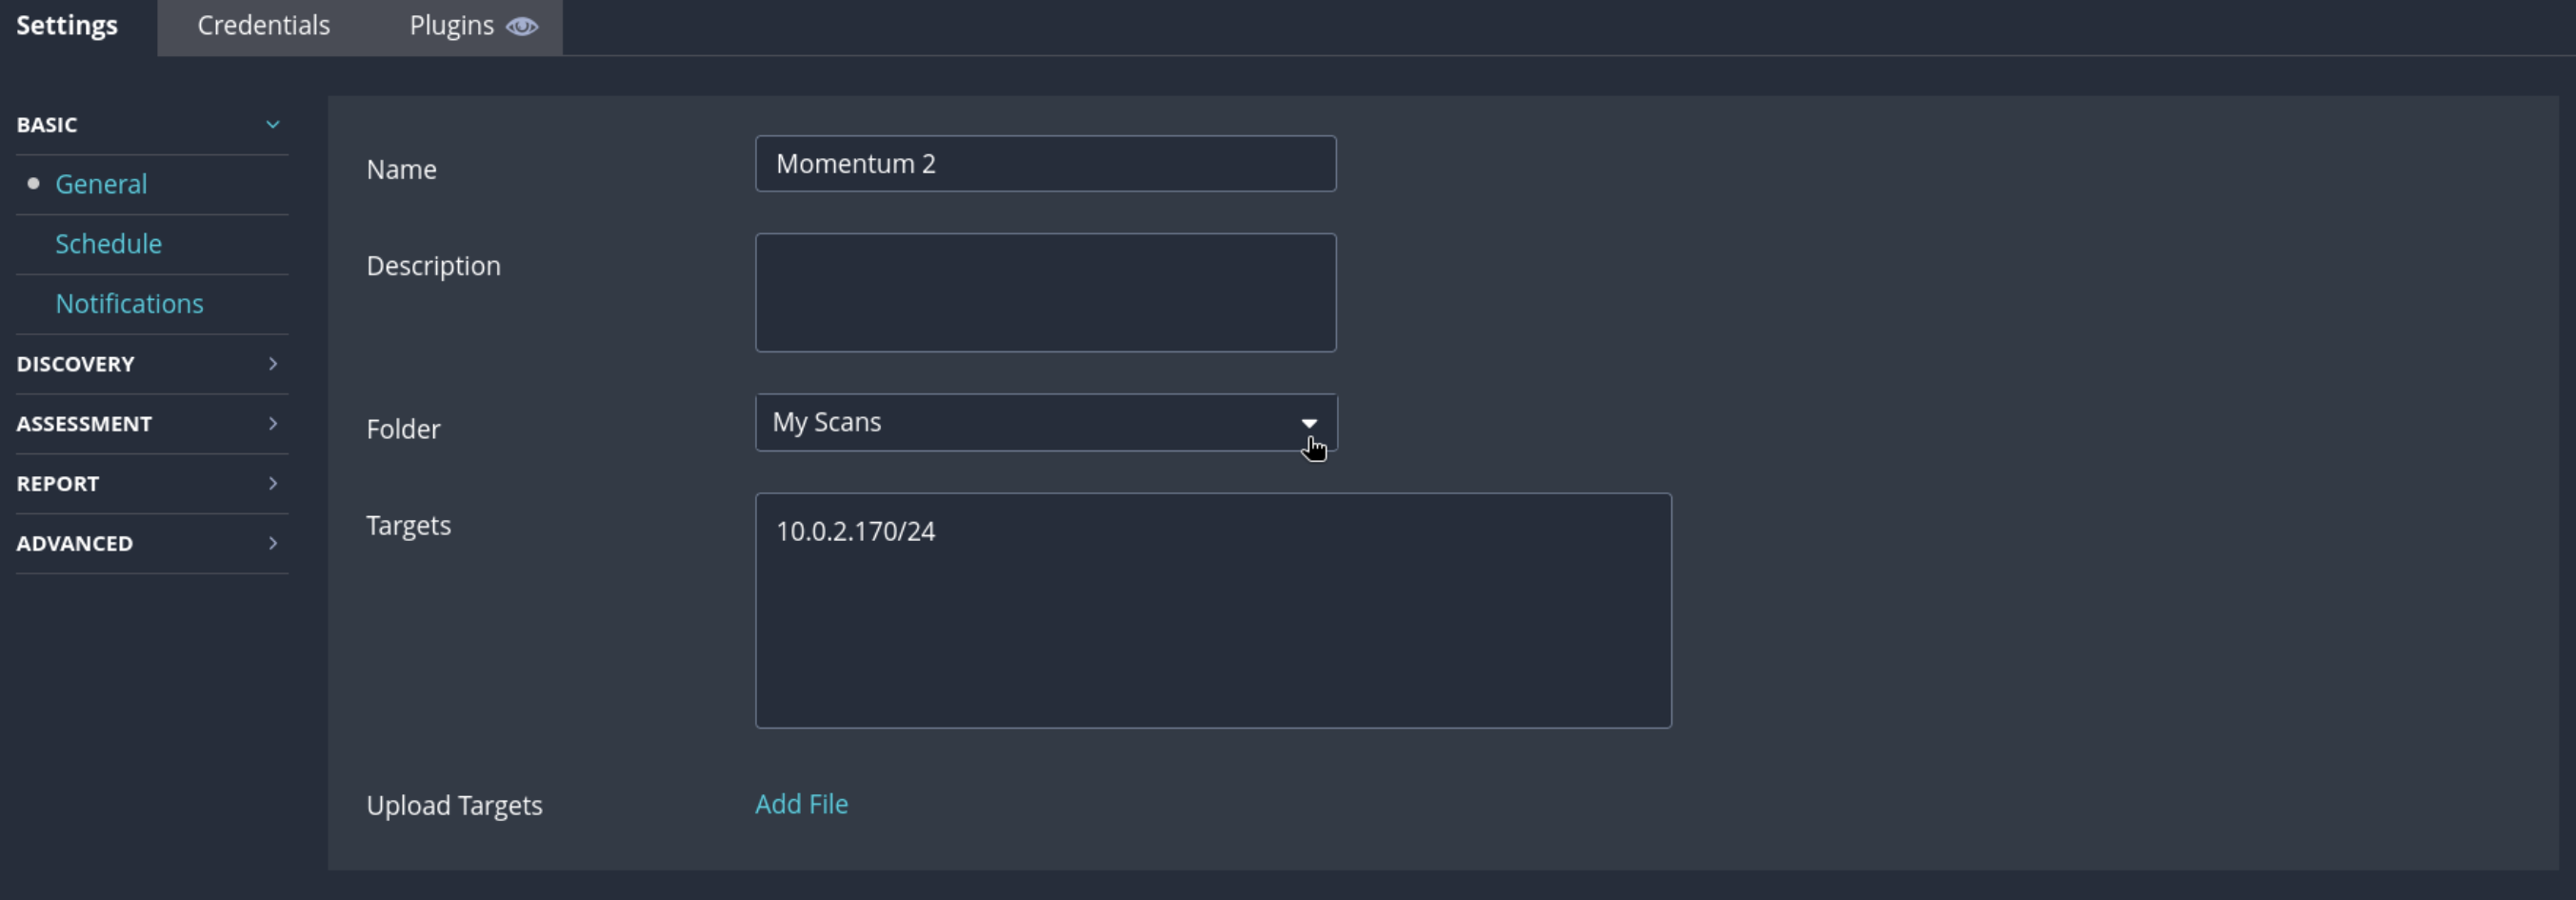 Settings Credentials Plugins
BASIC
General
Schedule
Notifications
DISCOVERY
ASSESSMENT
REPORT
ADVANCED
Name Momentum 2
Description
Folder My Scans
Targets 10.0.2.170/24
Upload Targets Add File